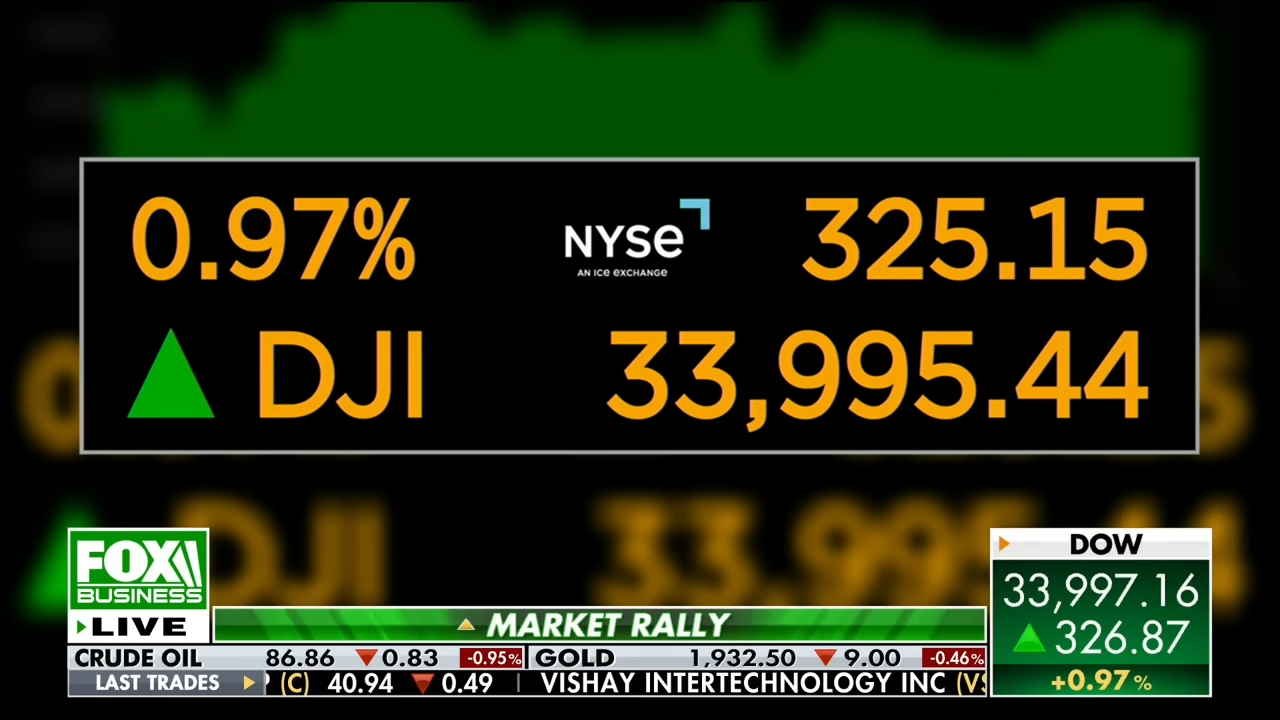 0.97% NYSE 325.15
AN ICE EXCHANGE
DJI 33,995.44
FOX
BUSINESS
LIVE
MARKET RALLY
DOW
33,997.16
326.87
+0.97%
CRUDE OIL 86.86 0.83 -0.95% GOLD 1,932.50 9.00 -0.46%
LAST TRADES (C) 40.94 0.49 | VISHAY INTERTECHNOLOGY INC (VS